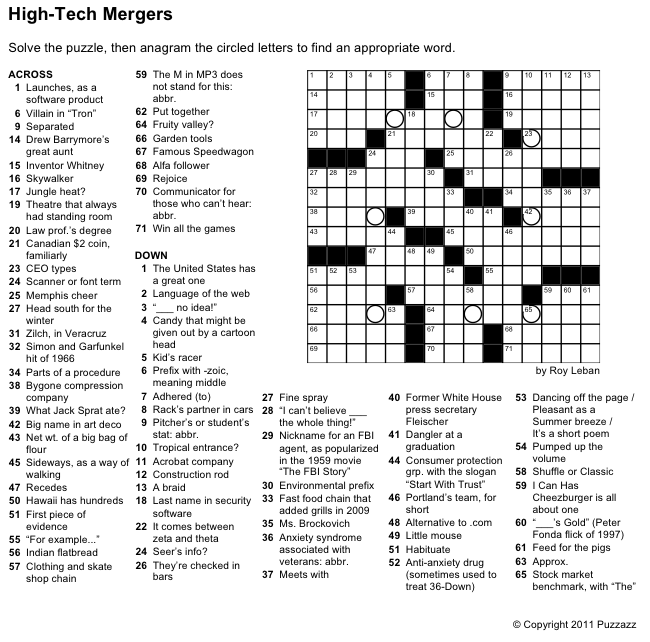 High-Tech Mergers
Solve the puzzle, then anagram the circled letters to find an appropriate word.
ACROSS
1 Launches, as a
software product
6 Villain in “Tron”
9 Separated
14 Drew Barrymore's
great aunt
15 Inventor Whitney
16 Skywalker
17 Jungle heat?
19 Theatre that always
had standing room
20 Law prof.'s degree
21 Canadian $2 coin,
familiarly
23 CEO types
24 Scanner or font term
25 Memphis cheer
27 Head south for the
winter
31 Zilch, in Veracruz
32 Simon and Garfunkel
hit of 1966
34 Parts of a procedure
38 Bygone compression
company
39 What Jack Sprat ate?
42 Big name in art deco
43 Net wt. of a big bag of
flour
45 Sideways, as a way of
walking
47 Recedes
50 Hawaii has hundreds
51 First piece of
evidence
55 “For example...”
56 Indian flatbread
57 Clothing and skate
shop chain
59 The M in MP3 does
not stand for this:
abbr.
62 Put together
64 Fruity valley?
66 Garden tools
67 Famous Speedwagon
68 Alfa follower
69 Rejoice
70 Communicator for
those who can't hear:
abbr.
71 Win all the games
DOWN
1 The United States has
a great one
2 Language of the web
3 “___ no idea!”
4 Candy that might be
given out by a cartoon
head
5 Kid's racer
6 Prefix with -zoic,
meaning middle
7 Adhered (to)
8 Rack's partner in cars
9 Pitcher's or student's
stat: abbr.
10 Tropical entrance?
11 Acrobat company
12 Construction rod
13 A braid
18 Last name in security
software
22 It comes between
zeta and theta
24 Seer's info?
26 They're checked in
bars
27 Fine spray
28 “I can't believe ___
the whole thing!”
29 Nickname for an FBI
agent, as popularized
in the 1959 movie
“The FBI Story”
30 Environmental prefix
33 Fast food chain that
added grills in 2009
35 Ms. Brockovich
36 Anxiety syndrome
associated with
veterans: abbr.
37 Meets with
40 Former White House
press secretary
Fleischer
41 Dangler at a
graduation
44 Consumer protection
grp. with the slogan
“Start With Trust”
46 Portland's team, for
short
48 Alternative to .com
49 Little mouse
51 Habituate
52 Anti-anxiety drug
(sometimes used to
treat 36-Down)
53 Dancing off the page /
Pleasant as a
Summer breeze /
It's a short poem
54 Pumped up the
volume
58 Shuffle or Classic
59 I Can Has
Cheezburger is all
about one
60 “___'s Gold” (Peter
Fonda flick of 1997)
61 Feed for the pigs
63 Approx.
65 Stock market
benchmark, with “The”
1 2 3 4 5 6 7 8 9 10 11 12 13
14 15 16
17 18 19
20 21 22 23
24 25 26
27 28 29 30 31
32 33 34 35 36 37
38 39 40 41 42
43 44 45 46
47 48 49 50
51 52 53 54 55
56 57 58 59 60 61
62 63 64 65
66 67 68
69 70 71
by Roy Leban
© Copyright 2011 Puzzazz